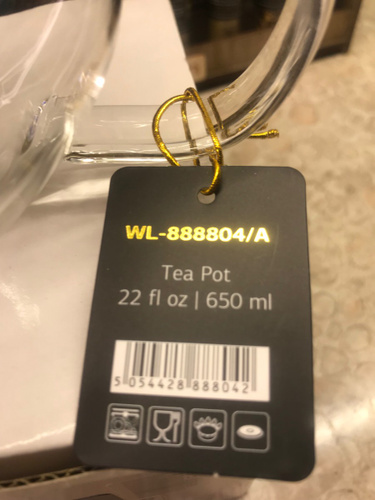 WL-888804/A
Tea Pot
22 fl oz | 650 ml
5 054428 888042